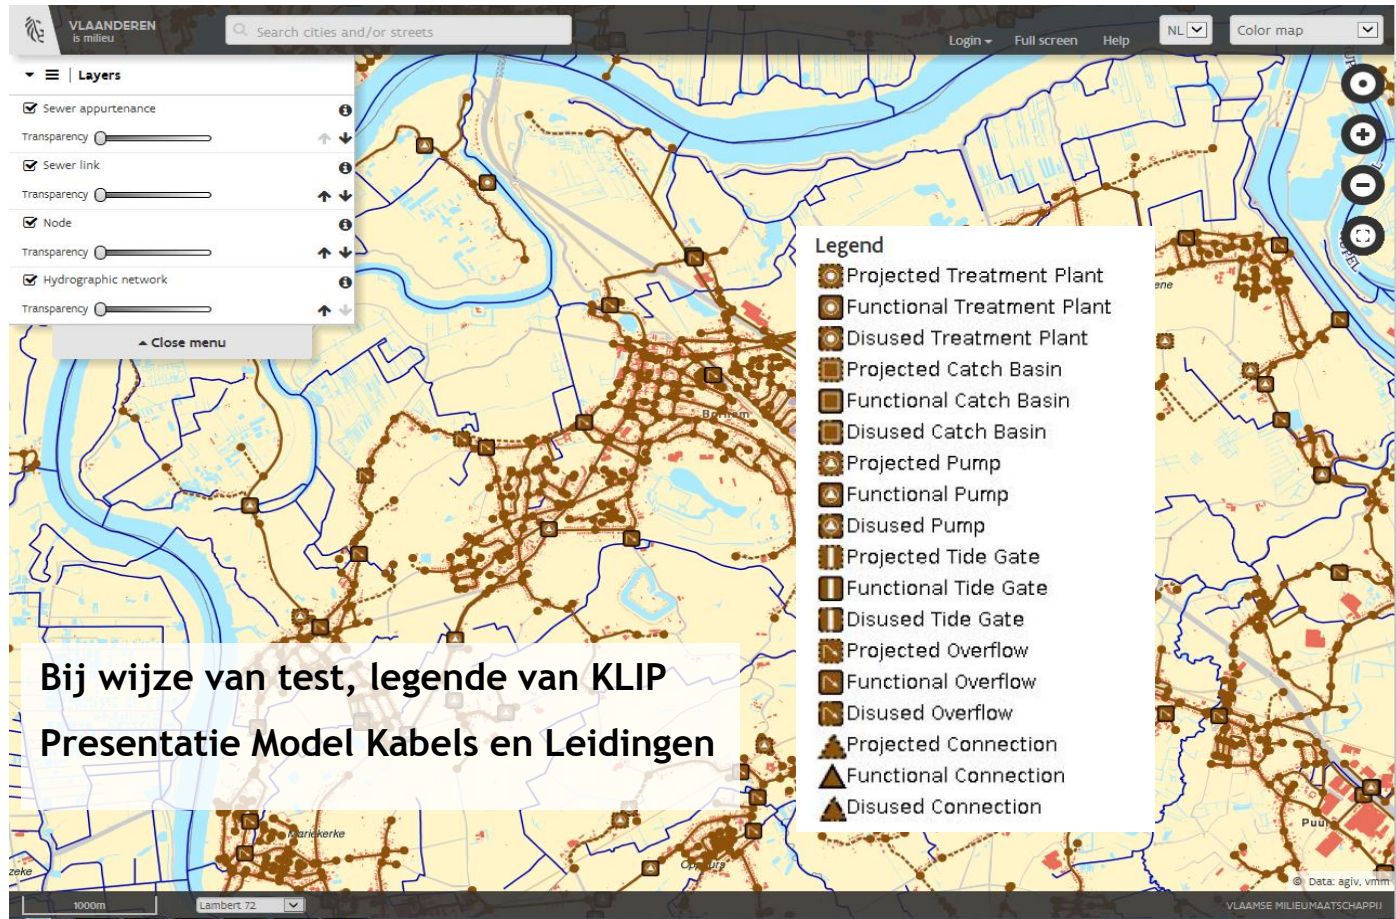 VLAANDEREN
is milieu
Search cities and/or streets
Login
Full screen
Help
NL
Color map
Layers
Sewer appurtenance
Transparency
Sewer link
Transparency
Node
Transparency
Hydrographic network
Transparency
Close menu
Legend
Projected Treatment Plant
Functional Treatment Plant
Disused Treatment Plant
Projected Catch Basin
Functional Catch Basin
Disused Catch Basin
Projected Pump
Functional Pump
Disused Pump
Projected Tide Gate
Functional Tide Gate
Disused Tide Gate
Projected Overflow
Functional Overflow
Disused Overflow
Projected Connection
Functional Connection
Disused Connection
Bij wijze van test, legende van KLIP
Presentatie Model Kabels en Leidingen
Mariekerke
zeke
© Data: agiv, vmm
1000m
Lambert 72
VLAAMSE MILIEUMAATSCHAPPIJ